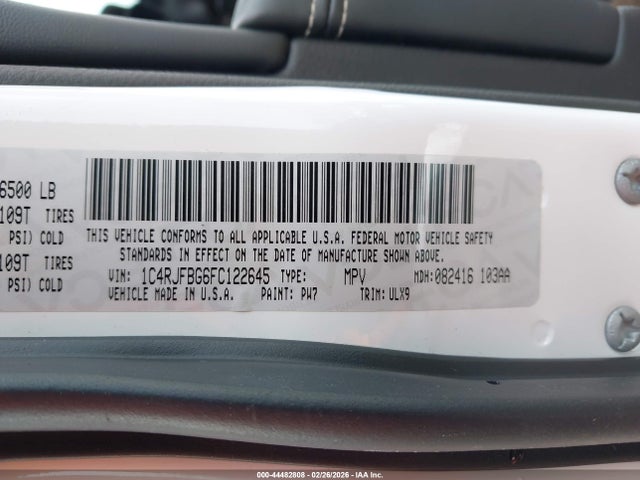 6500 LB
109T TIRES
PSI) COLD
109T TIRES
PSI) COLD
THIS VEHICLE CONFORMS TO ALL APPLICABLE U.S.A. FEDERAL MOTOR VEHICLE SAFETY
STANDARDS IN EFFECT ON THE DATE OF MANUFACTURE SHOWN ABOVE.
VIN: 1C4RJFBG6FC122645 TYPE: MPV MDH: 082416 103AA
VEHICLE MADE IN U.S.A. PAINT: PW7 TRIM: ULX9
000-44482808 - 02/26/2026 - © IAA Inc.